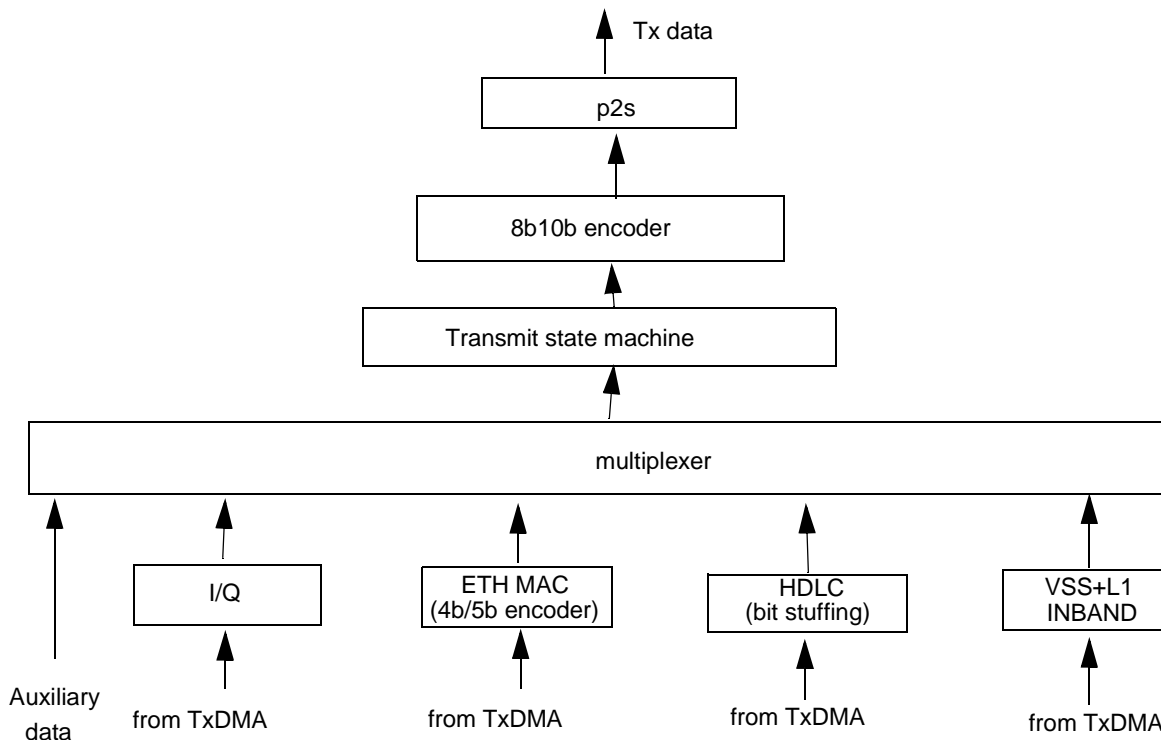 Tx data
p2s
8b10b encoder
Transmit state machine
multiplexer
I/Q
ETH MAC
(4b/5b encoder)
HDLC
(bit stuffing)
VSS+L1
INBAND
Auxiliary
data
from TxDMA
from TxDMA
from TxDMA
from TxDMA